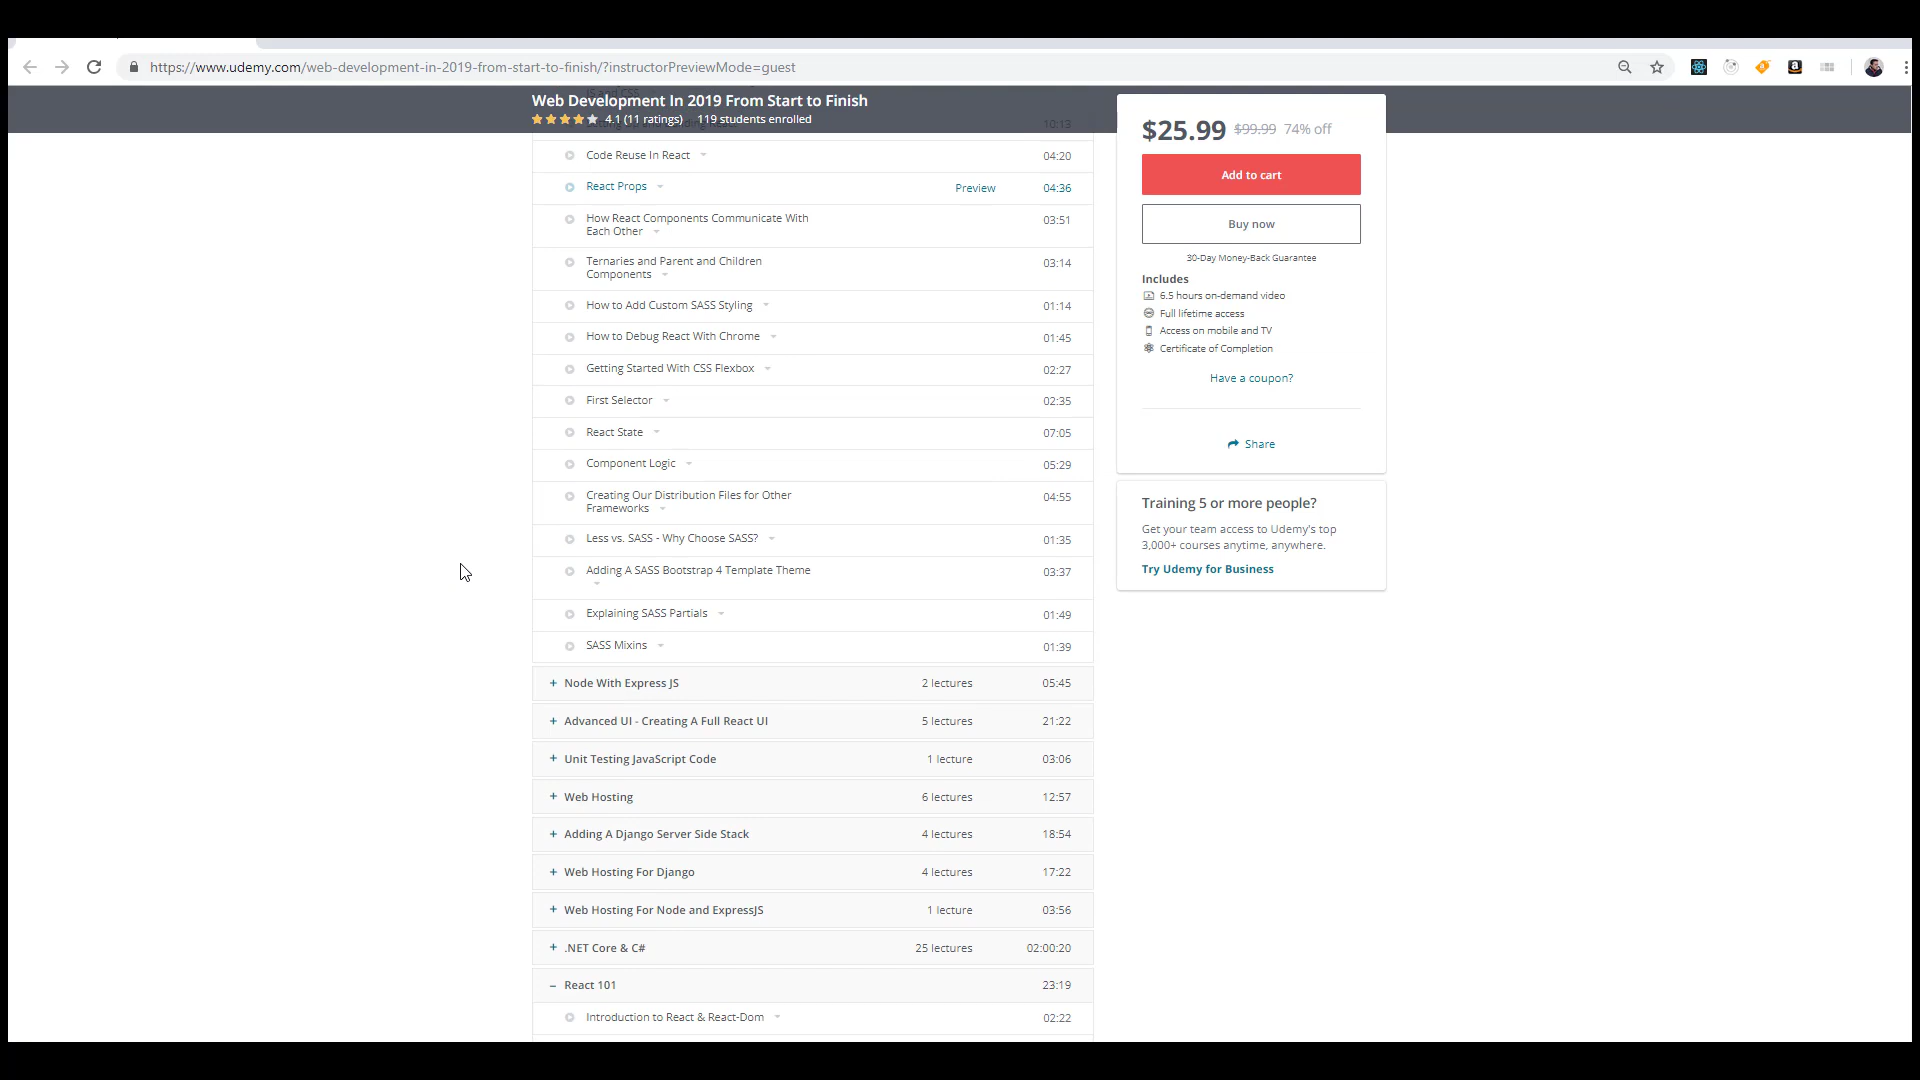 https://www.udemy.com/web-development-in-2019-from-start-to-finish/?instructorPreviewMode=guest
Web Development In 2019 From Start to Finish
4.1 (11 ratings) 119 students enrolled
10:13
Code Reuse In React 04:20
React Props Preview 04:36
How React Components Communicate With
Each Other
03:51
Ternaries and Parent and Children
Components
03:14
How to Add Custom SASS Styling 01:14
How to Debug React With Chrome 01:45
Getting Started With CSS Flexbox 02:27
First Selector 02:35
React State 07:05
Component Logic 05:29
Creating Our Distribution Files for Other
Frameworks
04:55
Less vs. SASS - Why Choose SASS? 01:35
Adding A SASS Bootstrap 4 Template Theme 03:37
Explaining SASS Partials 01:49
SASS Mixins 01:39
+ Node With Express JS 2 lectures 05:45
+ Advanced UI - Creating A Full React UI 5 lectures 21:22
+ Unit Testing JavaScript Code 1 lecture 03:06
+ Web Hosting 6 lectures 12:57
+ Adding A Django Server Side Stack 4 lectures 18:54
+ Web Hosting For Django 4 lectures 17:22
+ Web Hosting For Node and ExpressJS 1 lecture 03:56
+ .NET Core & C# 25 lectures 02:00:20
– React 101 23:19
Introduction to React & React-Dom 02:22
$25.99 $99.99 74% off
Add to cart
Buy now
30-Day Money-Back Guarantee
Includes
6.5 hours on-demand video
Full lifetime access
Access on mobile and TV
Certificate of Completion
Have a coupon?
Share
Training 5 or more people?
Get your team access to Udemy's top
3,000+ courses anytime, anywhere.
Try Udemy for Business